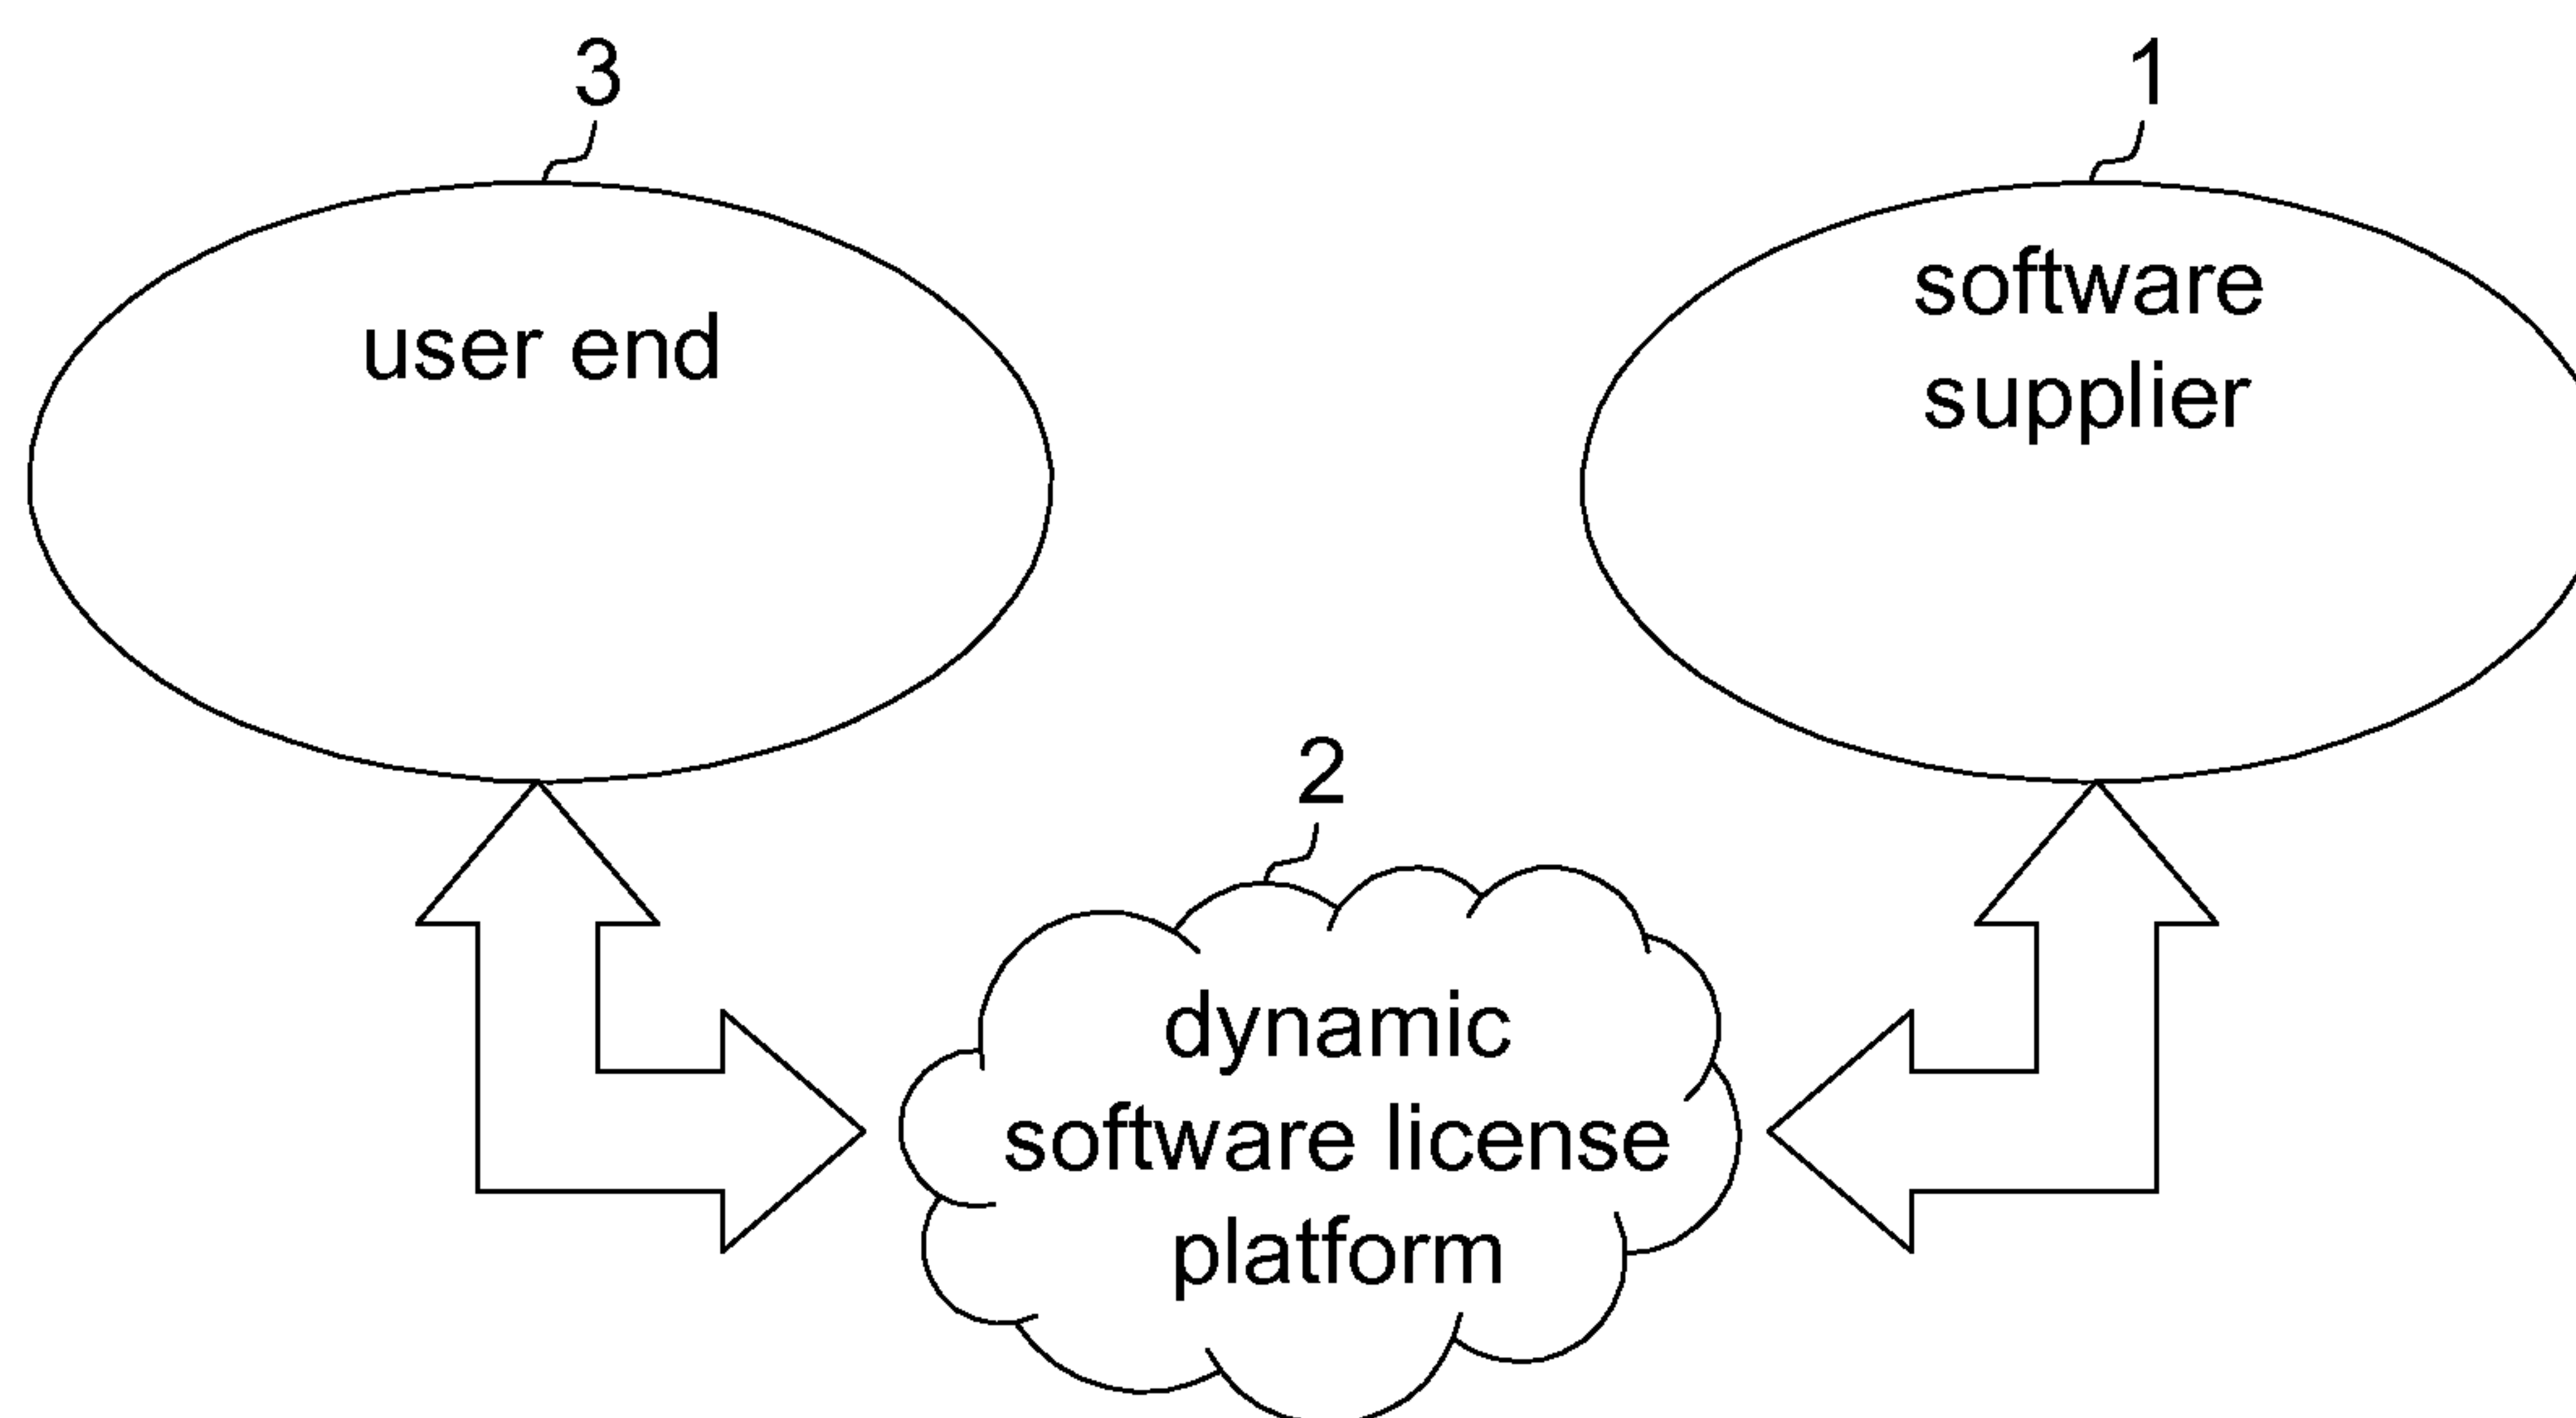 3
1
user end
software
supplier
2
dynamic
software license
platform